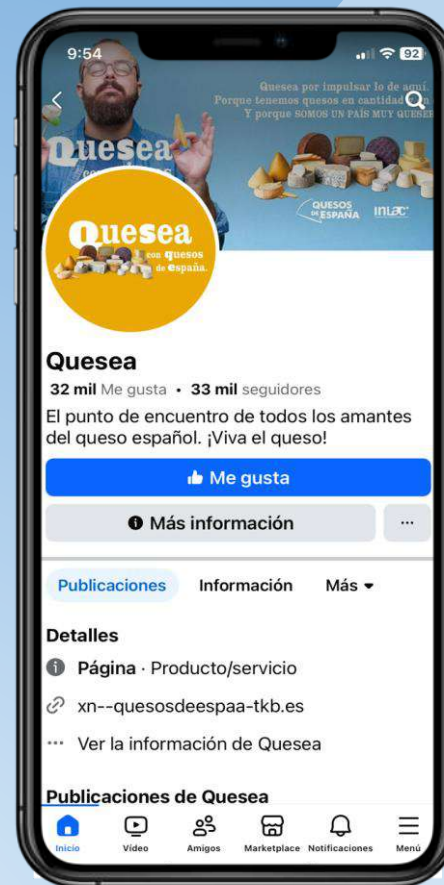 9:54
92
Quesea por impulsar lo de aquí.
Porque tenemos quesos en cantidad
Y porque SOMOS UN PAÍS MUY QUESER
Quesea
QUESOS
DE ESPAÑA
INLAC
Quesea
con quesos
de españa.
Quesea
32 mil Me gusta • 33 mil seguidores
El punto de encuentro de todos los amantes
del queso español. ¡Viva el queso!
Me gusta
Más información
Publicaciones Información Más
Detalles
Página · Producto/servicio
xn--quesosdeespaa-tkb.es
Ver la información de Quesea
Publicaciones de Quesea
Inicio Vídeo Amigos Marketplace Notificaciones Menú